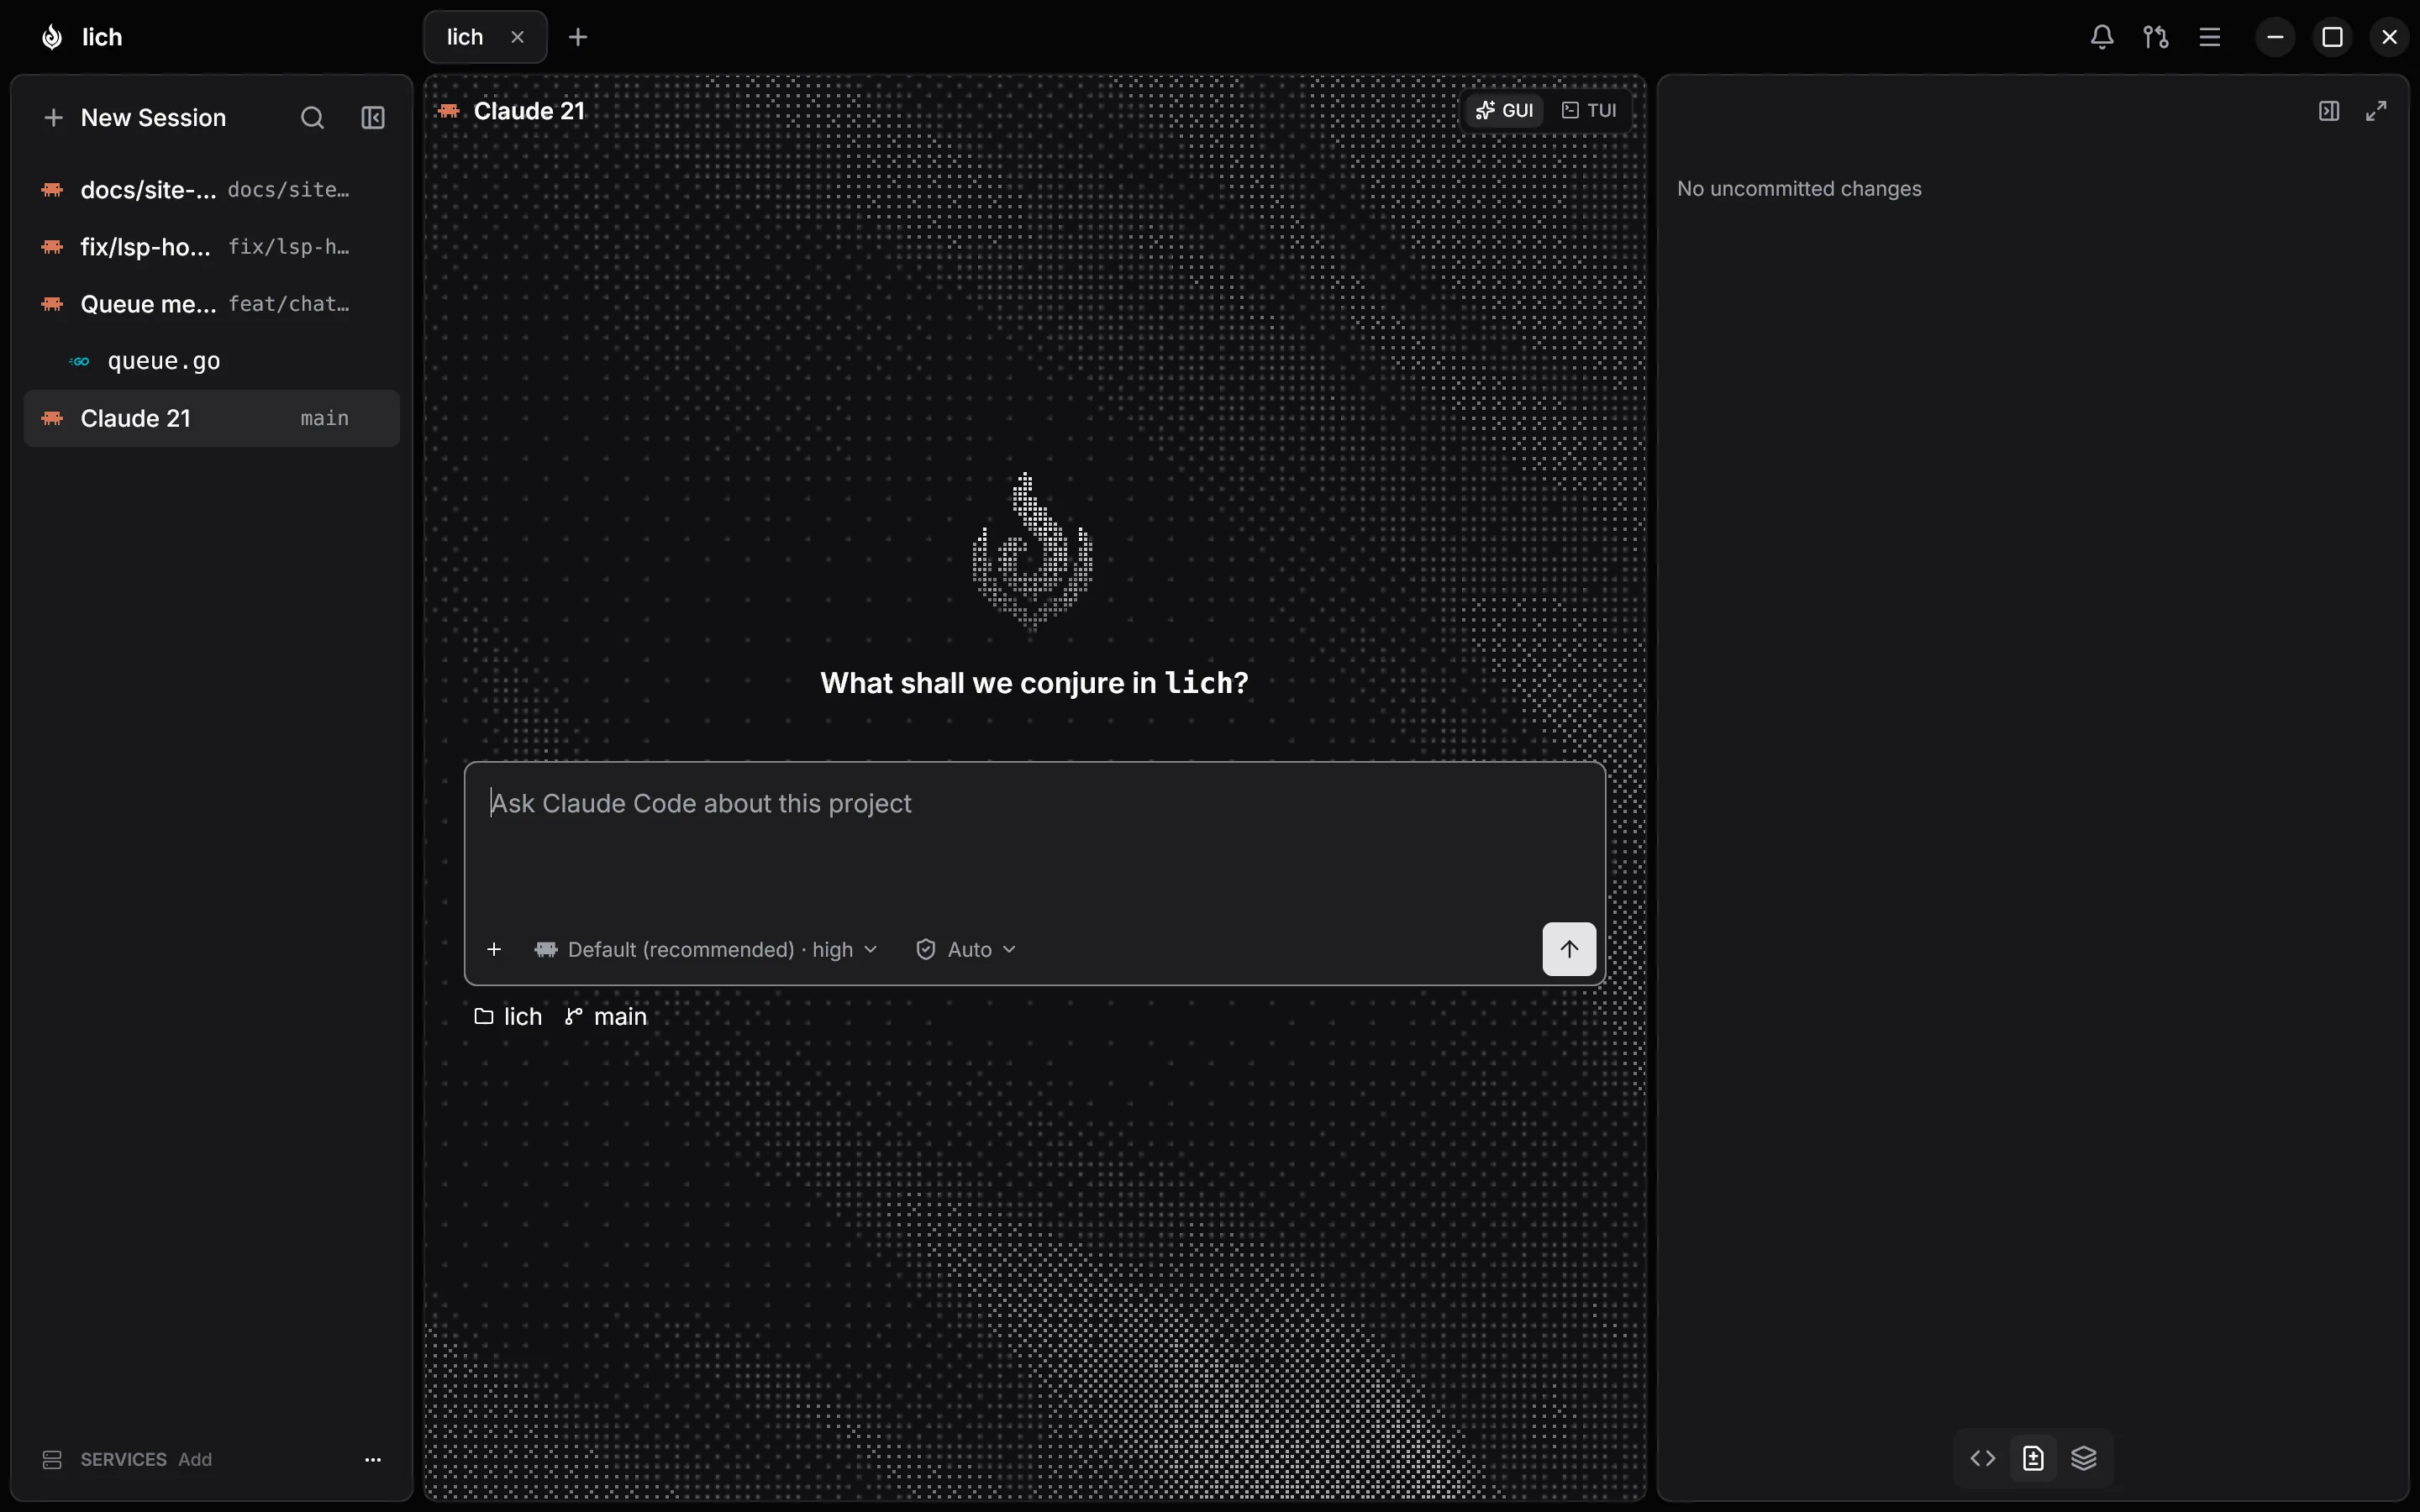 lich
lich
New Session
docs/site-... docs/site…
fix/lsp-ho... fix/lsp-h…
Queue me... feat/chat…
GO queue.go
Claude 21 main
SERVICES Add
Claude 21
GUI TUI
What shall we conjure in lich?
Ask Claude Code about this project
Default (recommended) · high
Auto
lich main
No uncommitted changes